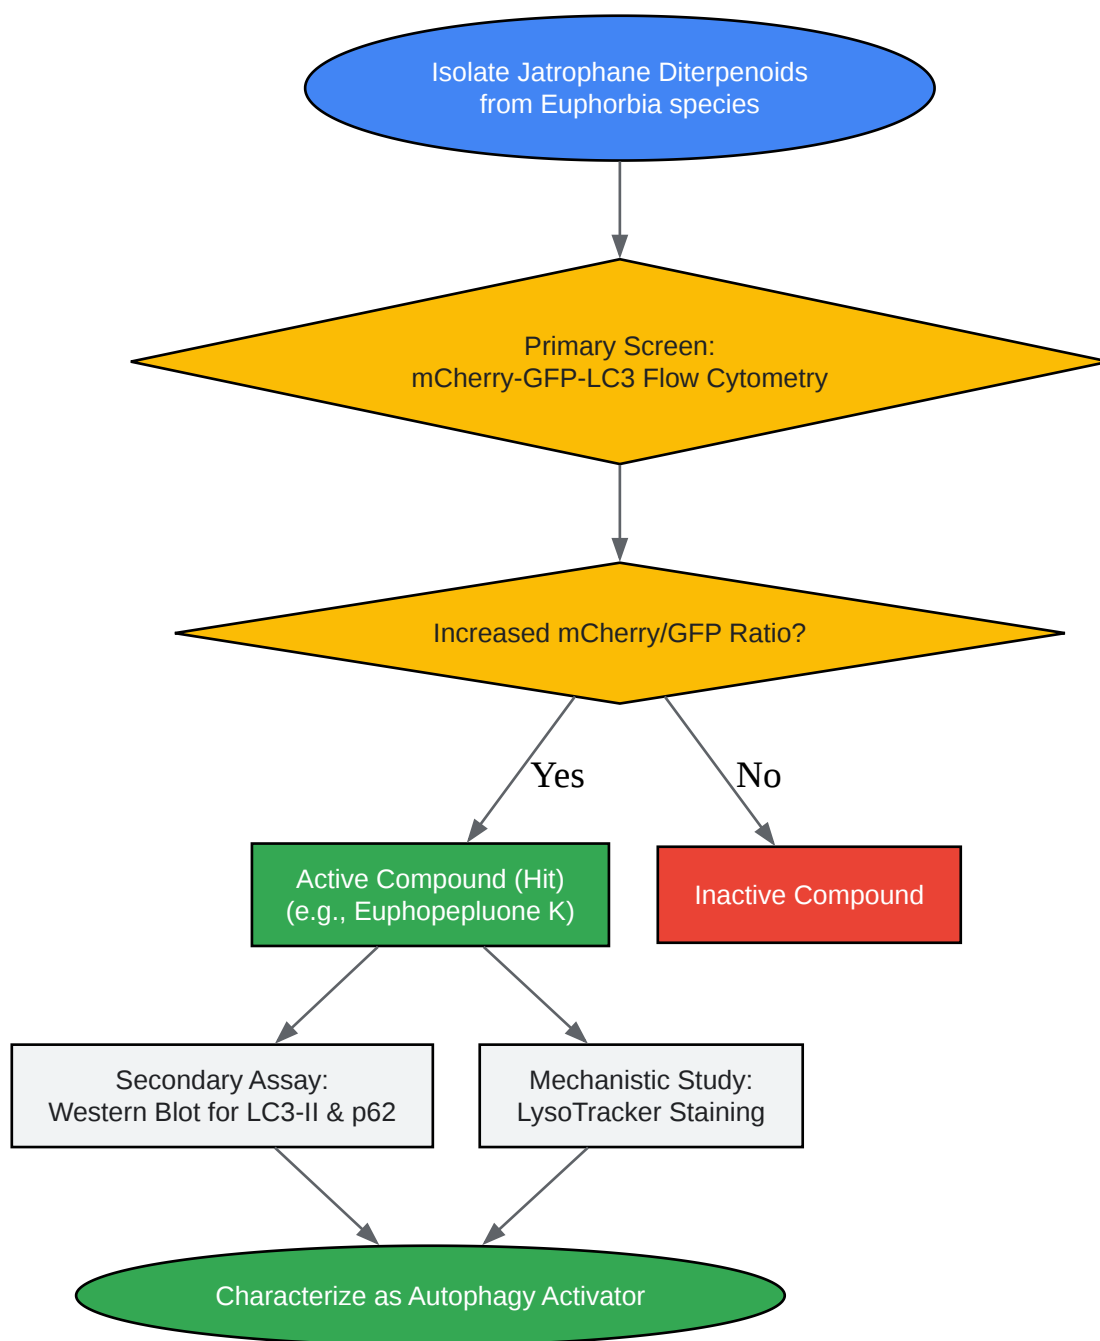 Isolate Jatrophane Diterpenoids
from Euphorbia species
Primary Screen:
mCherry-GFP-LC3 Flow Cytometry
Increased mCherry/GFP Ratio?
Yes
No
Active Compound (Hit)
(e.g., Euphopepluone K)
Inactive Compound
Secondary Assay:
Western Blot for LC3-II & p62
Mechanistic Study:
LysoTracker Staining
Characterize as Autophagy Activator